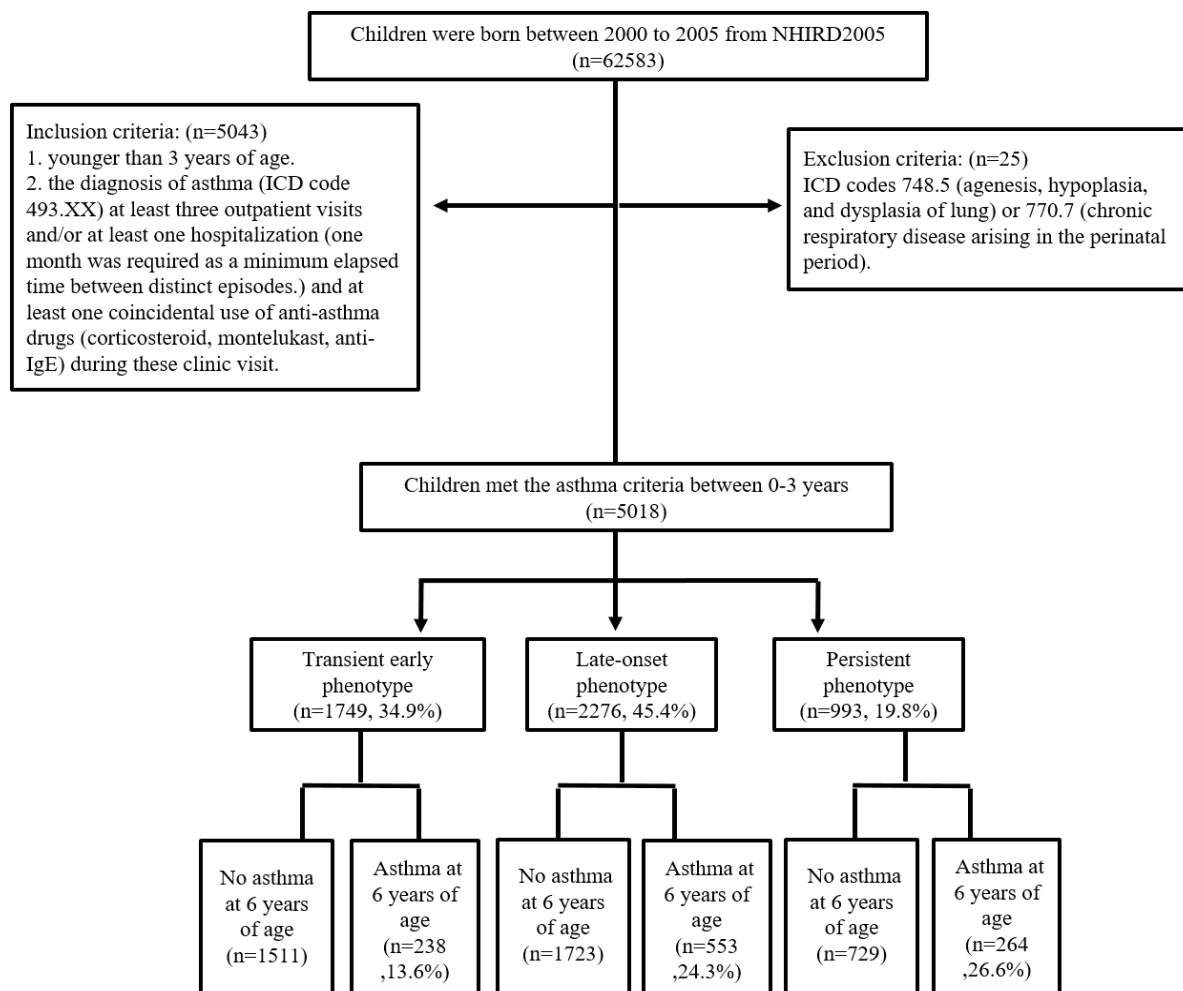 Children were born between 2000 to 2005 from NHIRD2005
(n=62583)
Inclusion criteria: (n=5043)
1. younger than 3 years of age.
2. the diagnosis of asthma (ICD code
493.XX) at least three outpatient visits
and/or at least one hospitalization (one
month was required as a minimum elapsed
time between distinct episodes.) and at
least one coincidental use of anti-asthma
drugs (corticosteroid, montelukast, anti-
IgE) during these clinic visit.
Exclusion criteria: (n=25)
ICD codes 748.5 (agenesis, hypoplasia,
and dysplasia of lung) or 770.7 (chronic
respiratory disease arising in the perinatal
period).
Children met the asthma criteria between 0-3 years
(n=5018)
Transient early
phenotype
(n=1749, 34.9%)
Late-onset
phenotype
(n=2276, 45.4%)
Persistent
phenotype
(n=993, 19.8%)
No asthma
at 6 years
of age
(n=1511)
Asthma at
6 years of
age
(n=238
,13.6%)
No asthma
at 6 years
of age
(n=1723)
Asthma at
6 years of
age
(n=553
,24.3%)
No asthma
at 6 years
of age
(n=729)
Asthma at
6 years of
age
(n=264
,26.6%)